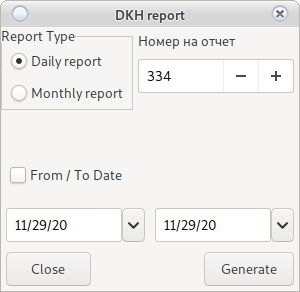 DKH report
Report Type
Номер на отчет
Daily report
334
Monthly report
From / To Date
11/29/20
11/29/20
Close
Generate